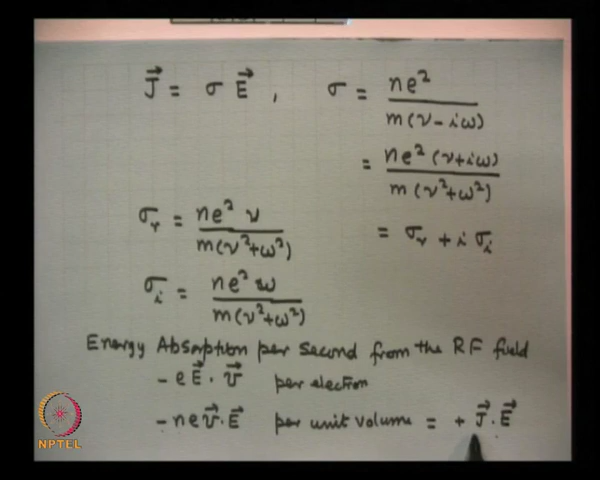 J⃗ = σ E⃗ , σ = ne² / m(ν-iω)
= ne² (ν+iω) / m(ν²+ω²)
σr = ne² ν / m(ν²+ω²) = σr + i σi
σi = ne² ω / m(ν²+ω²)
Energy Absorption per second from the RF field
- e E⃗ . v⃗ per electron
- n e v⃗ . E⃗ per unit volume = + J⃗ . E⃗
NPTEL